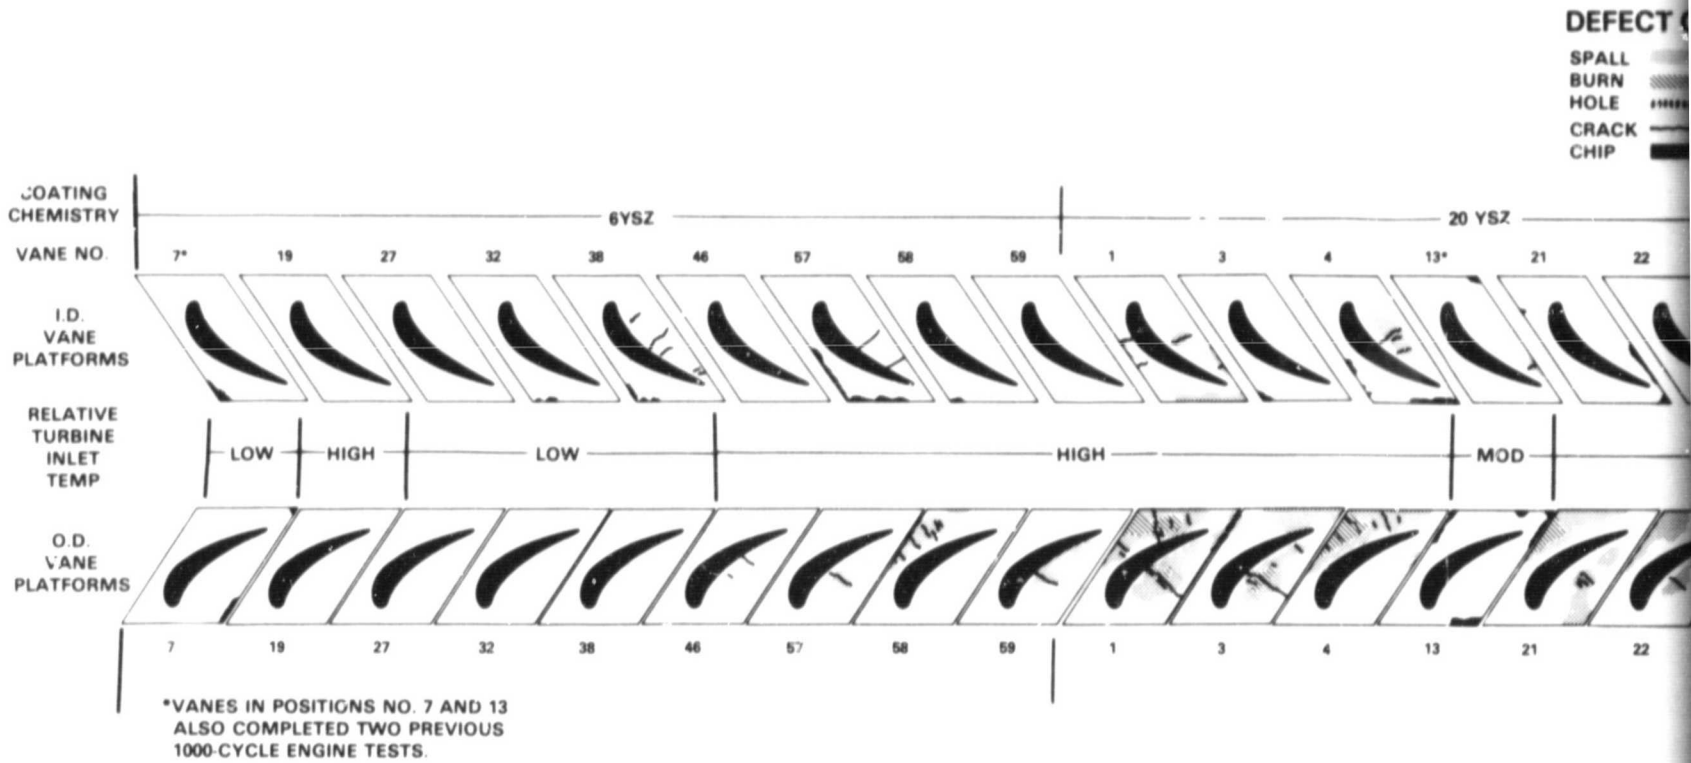 DEFECT
SPALL
BURN
HOLE
CRACK
CHIP
COATING
CHEMISTRY
6YSZ
20 YSZ
VANE NO.
7* 19 27 32 38 46 57 58 59 1 3 4 13* 21 22
I.D.
VANE
PLATFORMS
RELATIVE
TURBINE
INLET
TEMP
LOW HIGH LOW HIGH MOD
O.D.
VANE
PLATFORMS
7 19 27 32 38 46 57 58 59 1 3 4 13 21 22
*VANES IN POSITIONS NO. 7 AND 13
ALSO COMPLETED TWO PREVIOUS
1000-CYCLE ENGINE TESTS.